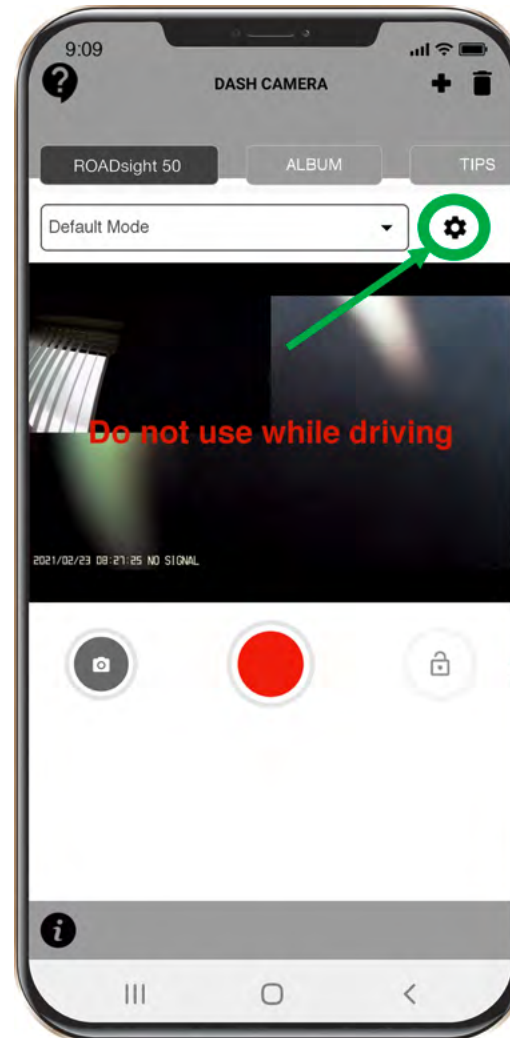 9:09
DASH CAMERA
ROADsight 50
ALBUM
TIPS
Default Mode
Do not use while driving
2021/02/23 08:27:25 NO SIGNAL